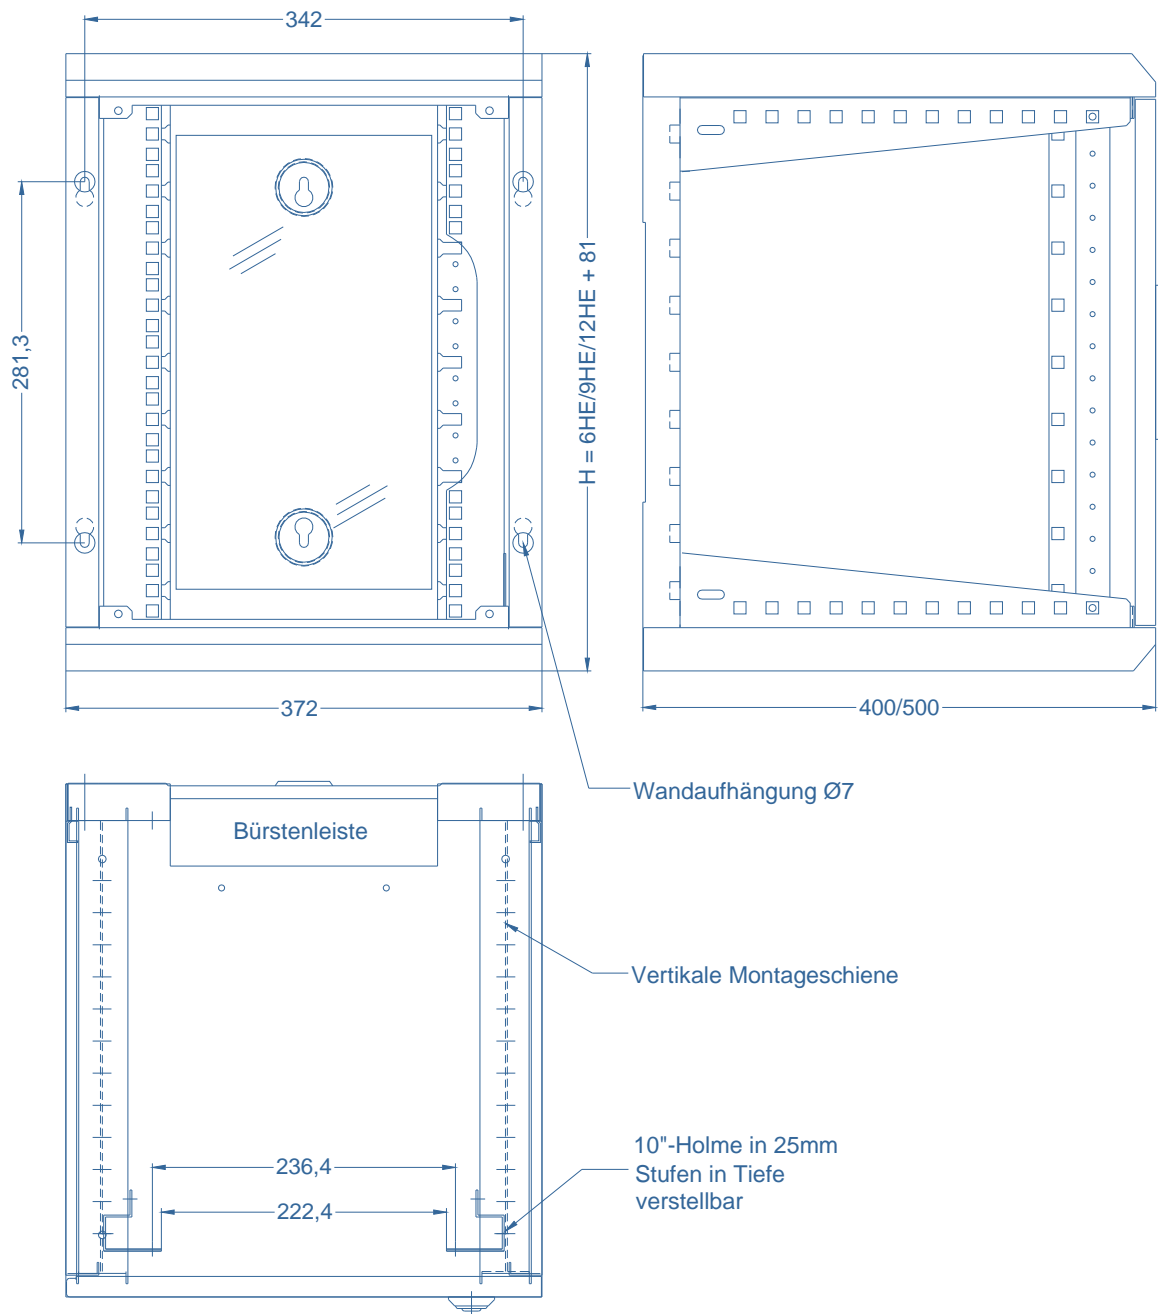 342
281,3
H = 6HE/9HE/12HE + 81
372
400/500
Wandaufhängung Ø7
Bürstenleiste
Vertikale Montageschiene
236,4
222,4
10"-Holme in 25mm
Stufen in Tiefe
verstellbar